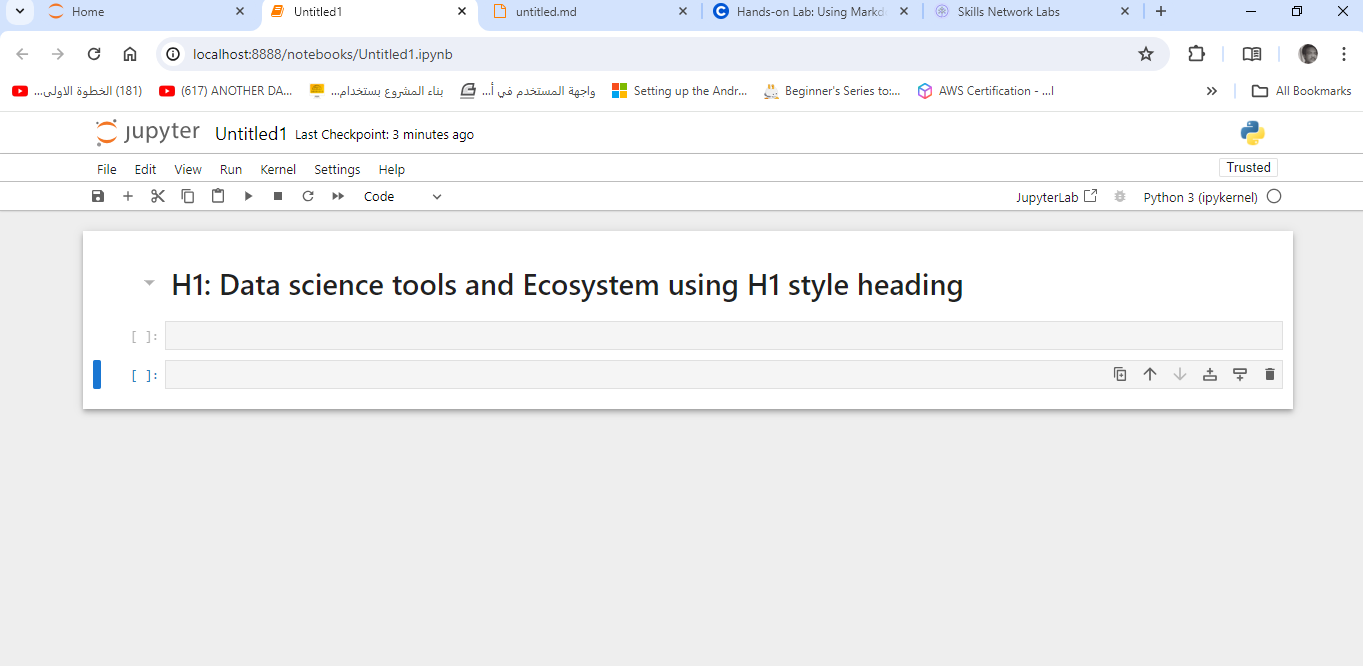 Home
Untitled1
untitled.md
Hands-on Lab: Using Markd
Skills Network Labs
localhost:8888/notebooks/Untitled1.ipynb
(181) الخطوة الاولى...
(617) ANOTHER DA...
بناء المشروع بستخدام...
واجهة المستخدم في أ...
Setting up the Andr...
Beginner's Series to:...
AWS Certification - ...ا
All Bookmarks
jupyter Untitled1 Last Checkpoint: 3 minutes ago
File Edit View Run Kernel Settings Help
Trusted
Code
JupyterLab
Python 3 (ipykernel)
H1: Data science tools and Ecosystem using H1 style heading
[ ]:
[ ]: